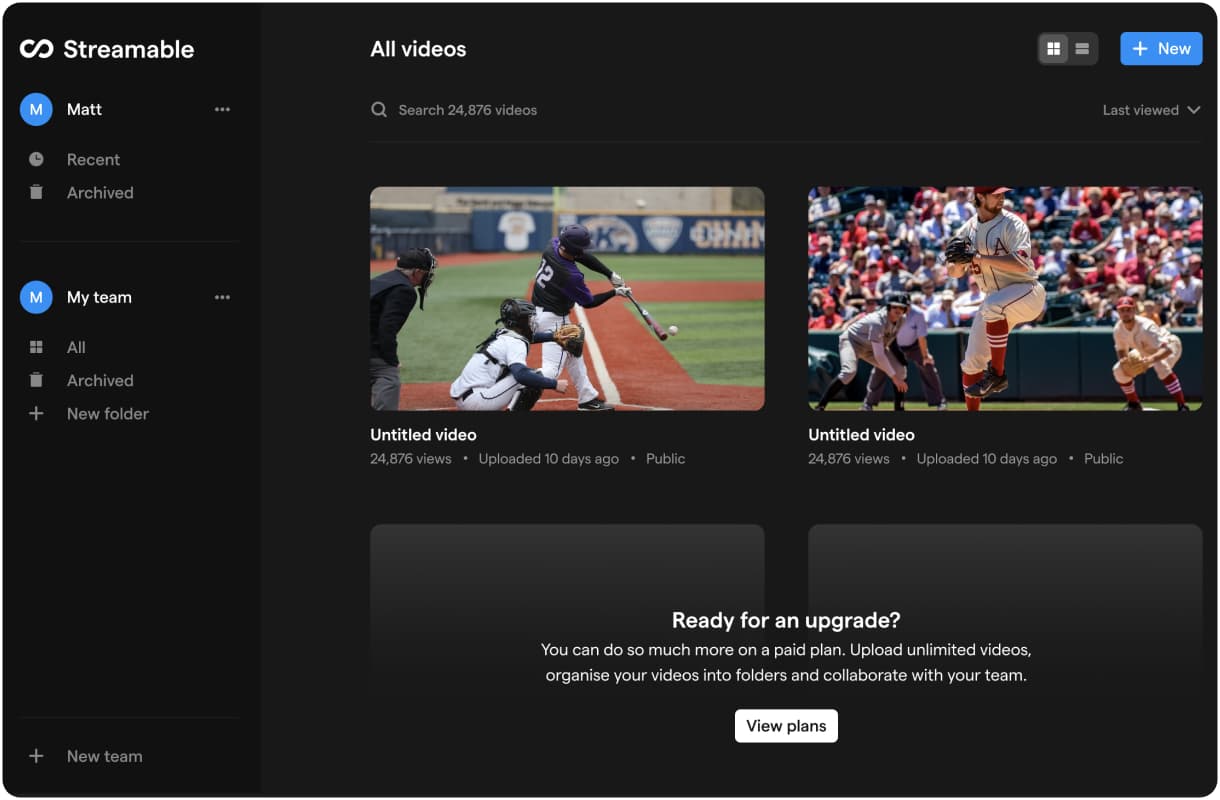 Streamable
M Matt
Recent
Archived
M My team
All
Archived
New folder
New team
All videos
New
Search 24,876 videos
Last viewed
12
K
A
Untitled video
24,876 views • Uploaded 10 days ago • Public
Untitled video
24,876 views • Uploaded 10 days ago • Public
Ready for an upgrade?
You can do so much more on a paid plan. Upload unlimited videos,
organise your videos into folders and collaborate with your team.
View plans